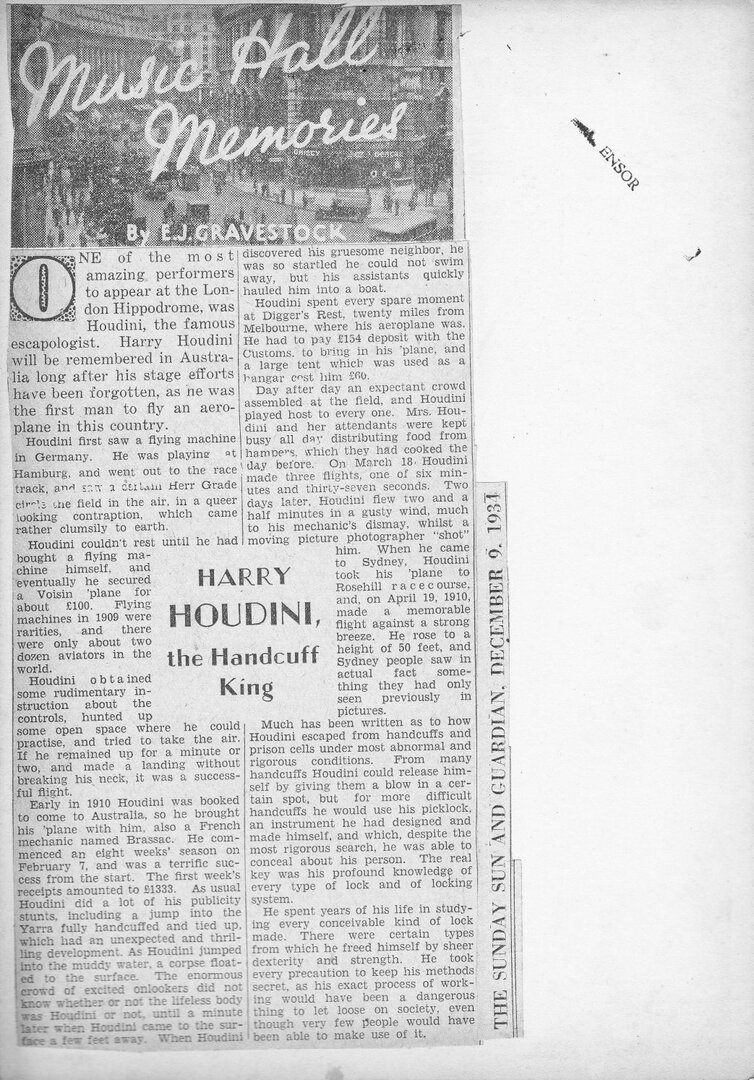 Music Hall
Memories
By E.J. GRAVESTOCK
ONE of the most
amazing performers
to appear at the Lon-
don Hippodrome, was
Houdini, the famous
escapologist. Harry Houdini
will be remembered in Austra-
lia long after his stage efforts
have been forgotten, as he was
the first man to fly an aero-
plane in this country.
Houdini first saw a flying machine
in Germany. He was playing at
Hamburg, and went out to the race
track, and saw a certain Herr Grade
circle the field in the air, in a queer
looking contraption, which came
rather clumsily to earth.
Houdini couldn't rest until he had
bought a flying ma-
chine himself, and
eventually he secured
a Voisin 'plane for
about £100. Flying
machines in 1909 were
rarities, and there
were only about two
dozen aviators in the
world.
Houdini obtained
some rudimentary in-
struction about the
controls, hunted up
some open space where he could
practise, and tried to take the air.
If he remained up for a minute or
two, and made a landing without
breaking his neck, it was a success-
ful flight.
Early in 1910 Houdini was booked
to come to Australia, so he brought
his 'plane with him, also a French
mechanic named Brassac. He com-
menced an eight weeks' season on
February 7, and was a terrific suc-
cess from the start. The first week's
receipts amounted to £1333. As usual
Houdini did a lot of his publicity
stunts, including a jump into the
Yarra fully handcuffed and tied up,
which had an unexpected and thril-
ling development. As Houdini jumped
into the muddy water, a corpse float-
ed to the surface. The enormous
crowd of excited onlookers did not
know whether or not the lifeless body
was Houdini or not, until a minute
later when Houdini came to the sur-
face a few feet away. When Houdini
HARRY
HOUDINI,
the Handcuff
King
discovered his gruesome neighbor, he
was so startled he could not swim
away, but his assistants quickly
hauled him into a boat.
Houdini spent every spare moment
at Digger's Rest, twenty miles from
Melbourne, where his aeroplane was.
He had to pay £154 deposit with the
Customs, to bring in his 'plane, and
a large tent which was used as a
hangar cost him £60.
Day after day an expectant crowd
assembled at the field, and Houdini
played host to every one. Mrs. Hou-
dini and her attendants were kept
busy all day distributing food from
hampers, which they had cooked the
day before. On March 18 Houdini
made three flights, one of six min-
utes and thirty-seven seconds. Two
days later, Houdini flew two and a
half minutes in a gusty wind, much
to his mechanic's dismay, whilst a
moving picture photographer "shot"
him. When he came
to Sydney, Houdini
took his 'plane to
Rosehill racecourse,
and, on April 19, 1910,
made a memorable
flight against a strong
breeze. He rose to a
height of 50 feet, and
Sydney people saw in
actual fact some-
thing they had only
seen previously in
pictures.
Much has been written as to how
Houdini escaped from handcuffs and
prison cells under most abnormal and
rigorous conditions. From many
handcuffs Houdini could release him-
self by giving them a blow in a cer-
tain spot, but for more difficult
handcuffs he would use his picklock,
an instrument he had designed and
made himself, and which, despite the
most rigorous search, he was able to
conceal about his person. The real
key was his profound knowledge of
every type of lock and of locking
system.
He spent years of his life in study-
ing every conceivable kind of lock
made. There were certain types
from which he freed himself by sheer
dexterity and strength. He took
every precaution to keep his methods
secret, as his exact process of work-
ing would have been a dangerous
thing to let loose on society, even
though very few people would have
been able to make use of it.
THE SUNDAY SUN AND GUARDIAN, DECEMBER 9, 1934
ENSOR